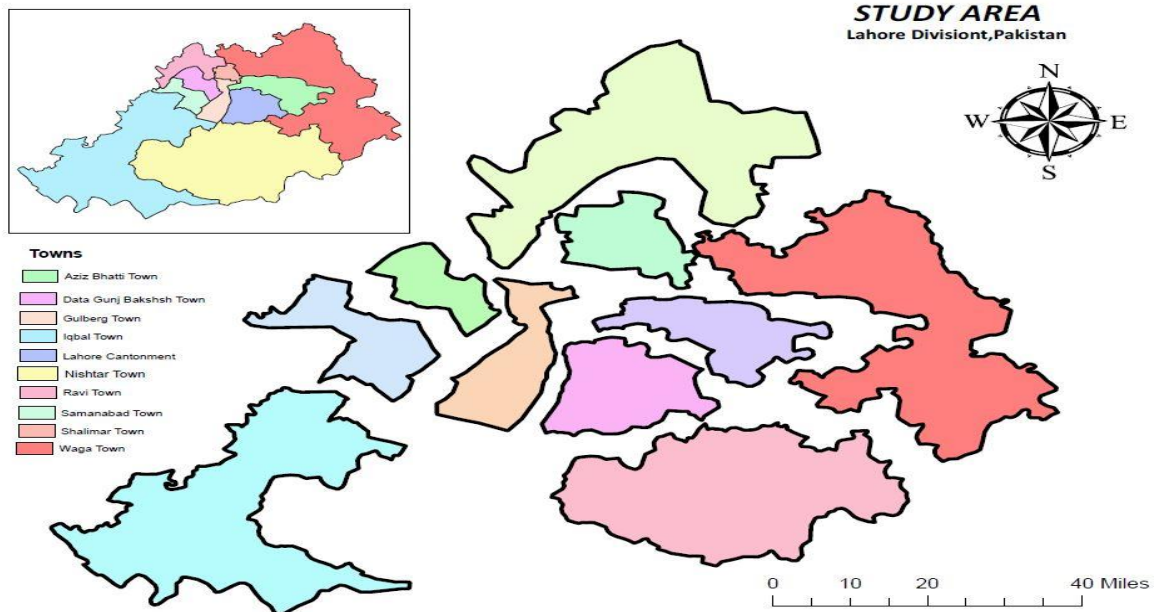 STUDY AREA
Lahore Divisiont,Pakistan
N
W E
S
Towns
Aziz Bhatti Town
Data Gunj Bakshsh Town
Gulberg Town
Iqbal Town
Lahore Cantonment
Nishtar Town
Ravi Town
Samanabad Town
Shalimar Town
Waga Town
0 10 20 40 Miles